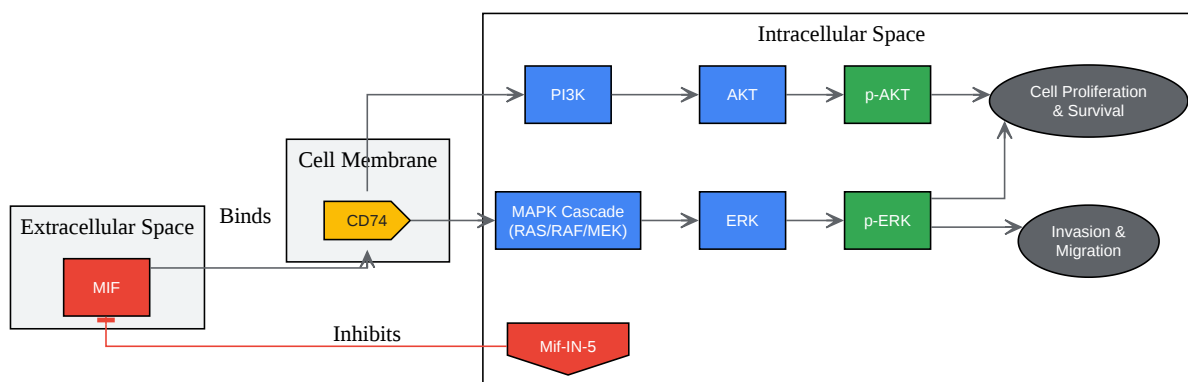 Intracellular Space
PI3K
AKT
p-AKT
Cell Proliferation
& Survival
Cell Membrane
CD74
Binds
MAPK Cascade
(RAS/RAF/MEK)
ERK
p-ERK
Invasion &
Migration
Extracellular Space
MIF
Inhibits
Mif-IN-5